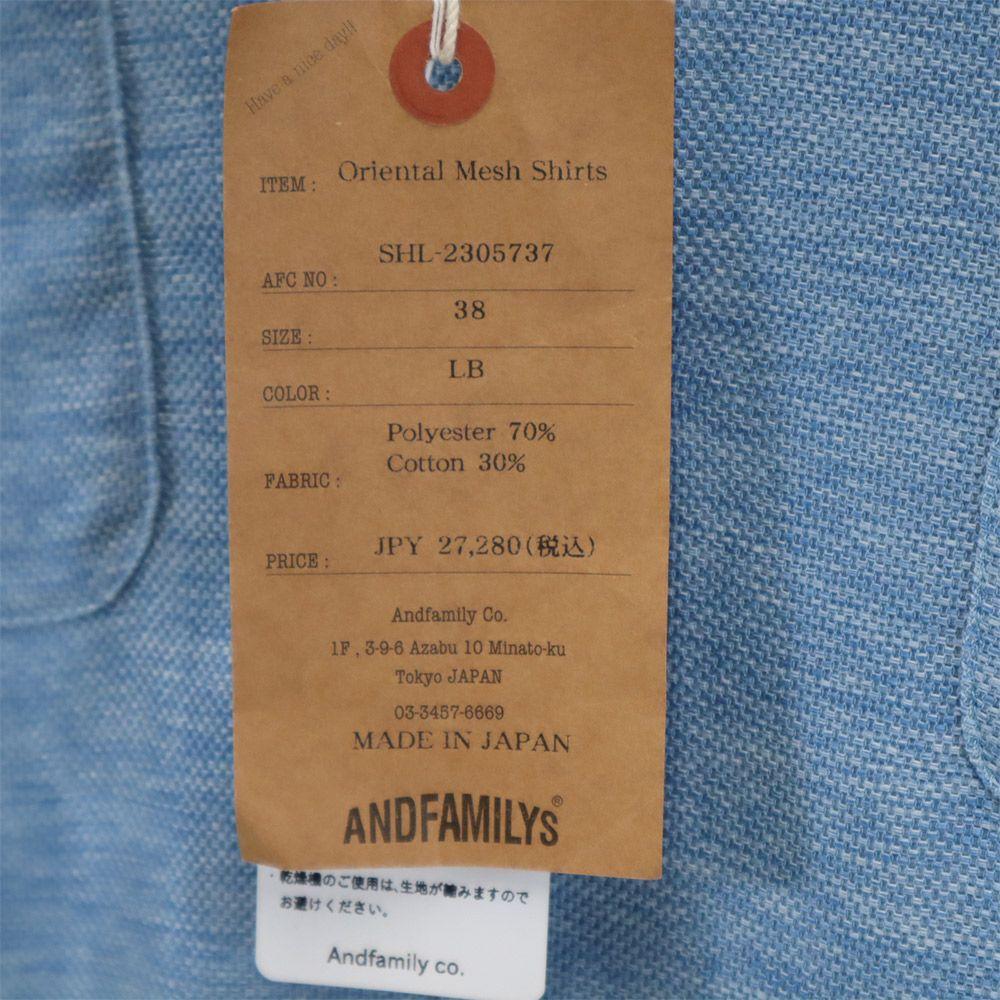 Have a nice day!!
ITEM : Oriental Mesh Shirts
AFC NO : SHL-2305737
SIZE : 38
COLOR : LB
FABRIC : Polyester 70%
Cotton 30%
PRICE : JPY 27,280(税込)
Andfamily Co.
1F , 3-9-6 Azabu 10 Minato-ku
Tokyo JAPAN
03-3457-6669
MADE IN JAPAN
ANDFAMILYS®
・乾燥機のご使用は、生地が縮みますので
お避けください。
Andfamily co.